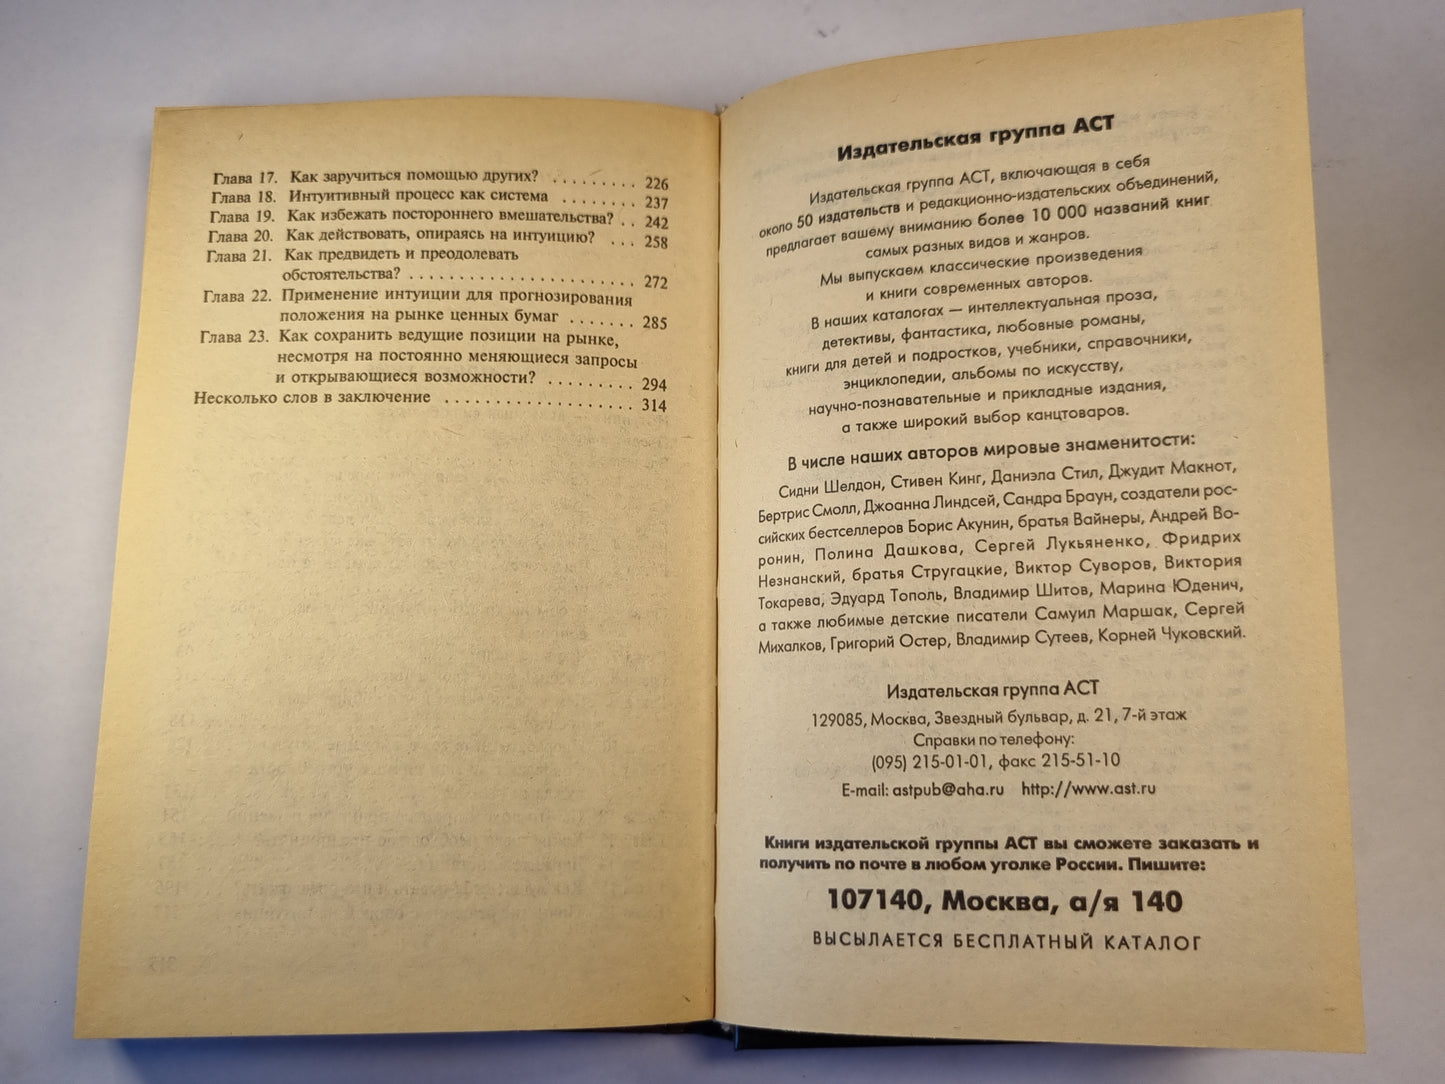 Глава 17. Как заручиться помощью других? . . . . . . . . . 226
Глава 18. Интуитивный процесс как система . . . . . . . . 237
Глава 19. Как избежать постороннего вмешательства? . . 242
Глава 20. Как действовать, опираясь на интуицию? . . . 258
Глава 21. Как предвидеть и преодолевать
обстоятельства? . . . . . . . . . . . . . . . . . . . . . . . 272
Глава 22. Применение интуиции для прогнозирования
положения на рынке ценных бумаг . . . . . . . 285
Глава 23. Как сохранить ведущие позиции на рынке,
несмотря на постоянно меняющиеся запросы
и открывающиеся возможности? . . . . . . . . . 294
Несколько слов в заключение . . . . . . . . . . . . . . . . . . . 314
Издательская группа АСТ
Издательская группа АСТ, включающая в себя
около 50 издательств и редакционно-издательских объединений,
предлагает вашему вниманию более 10 000 названий книг
самых разных видов и жанров.
Мы выпускаем классические произведения
и книги современных авторов.
В наших каталогах — интеллектуальная проза,
детективы, фантастика, любовные романы,
книги для детей и подростков, учебники, справочники,
энциклопедии, альбомы по искусству,
научно-познавательные и прикладные издания,
а также широкий выбор канцтоваров.
В числе наших авторов мировые знаменитости:
Сидни Шелдон, Стивен Кинг, Даниэла Стил, Джудит Макнот,
Бертрис Смолл, Джоанна Линдсей, Сандра Браун, создатели рос-
сийских бестселлеров Борис Акунин, братья Вайнеры, Андрей Во-
ронин, Полина Дашкова, Сергей Лукьяненко, Фридрих
Незнанский, братья Стругацкие, Виктор Суворов, Виктория
Токарева, Эдуард Тополь, Владимир Шитов, Марина Юденич,
а также любимые детские писатели Самуил Маршак, Сергей
Михалков, Григорий Остер, Владимир Сутеев, Корней Чуковский.
Издательская группа АСТ
129085, Москва, Звездный бульвар, д. 21, 7-й этаж
Справки по телефону:
(095) 215-01-01, факс 215-51-10
E-mail: astpub@aha.ru http://www.ast.ru
Книги издательской группы АСТ вы сможете заказать и
получить по почте в любом уголке России. Пишите:
107140, Москва, а/я 140
ВЫСЫЛАЕТСЯ БЕСПЛАТНЫЙ КАТАЛОГ